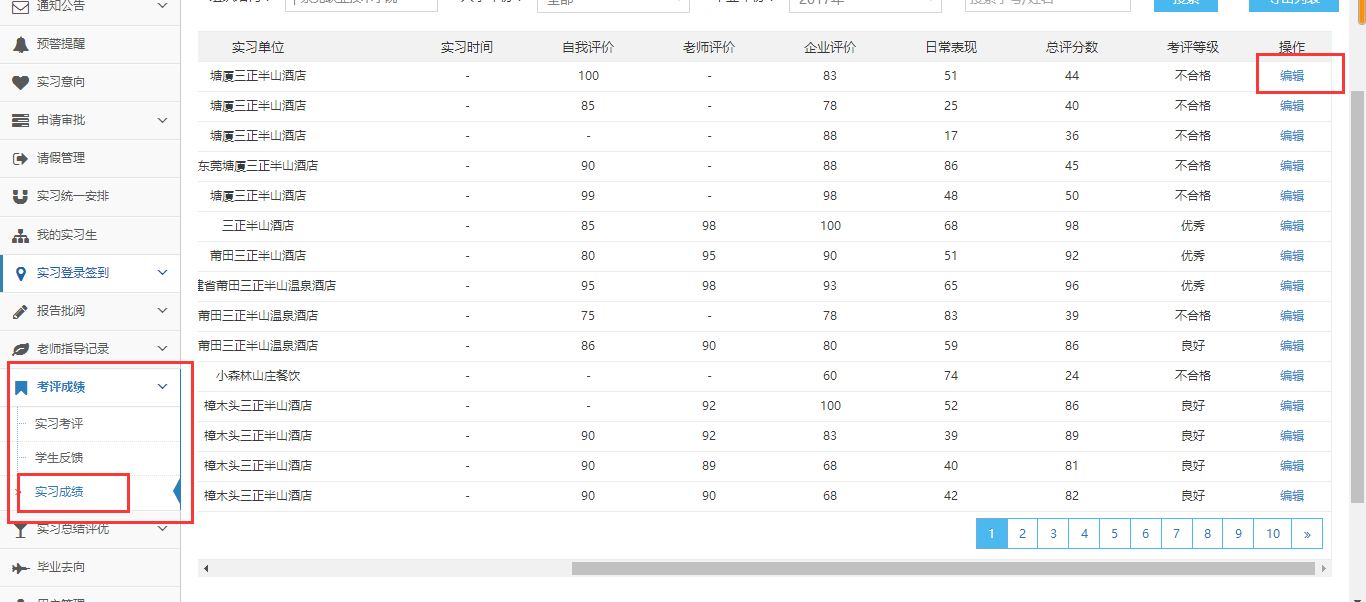 通知公告
预警提醒
实习意向
申请审批
请假管理
实习统一安排
我的实习生
实习登录签到
报告批阅
老师指导记录
考评成绩
实习考评
学生反馈
实习成绩
实习总结评优
毕业去向
实习单位 实习时间 自我评价 老师评价 企业评价 日常表现 总评分数 考评等级 操作
塘厦三正半山酒店 - 100 - 83 51 44 不合格 编辑
塘厦三正半山酒店 - 85 - 78 25 40 不合格 编辑
塘厦三正半山酒店 - - - 88 17 36 不合格 编辑
东莞塘厦三正半山酒店 - 90 - 88 86 45 不合格 编辑
塘厦三正半山酒店 - 99 - 98 48 50 不合格 编辑
三正半山酒店 - 85 98 100 68 98 优秀 编辑
莆田三正半山酒店 - 80 95 90 51 92 优秀 编辑
省莆田三正半山温泉酒店 - 95 98 93 65 96 优秀 编辑
莆田三正半山温泉酒店 - 75 - 78 83 39 不合格 编辑
莆田三正半山温泉酒店 - 86 90 80 59 86 良好 编辑
小森林山庄餐饮 - - - 60 74 24 不合格 编辑
樟木头三正半山酒店 - - 92 100 52 86 良好 编辑
樟木头三正半山酒店 - 90 92 83 39 89 良好 编辑
樟木头三正半山酒店 - 90 89 68 40 81 良好 编辑
樟木头三正半山酒店 - 90 90 68 42 82 良好 编辑
1 2 3 4 5 6 7 8 9 10 »